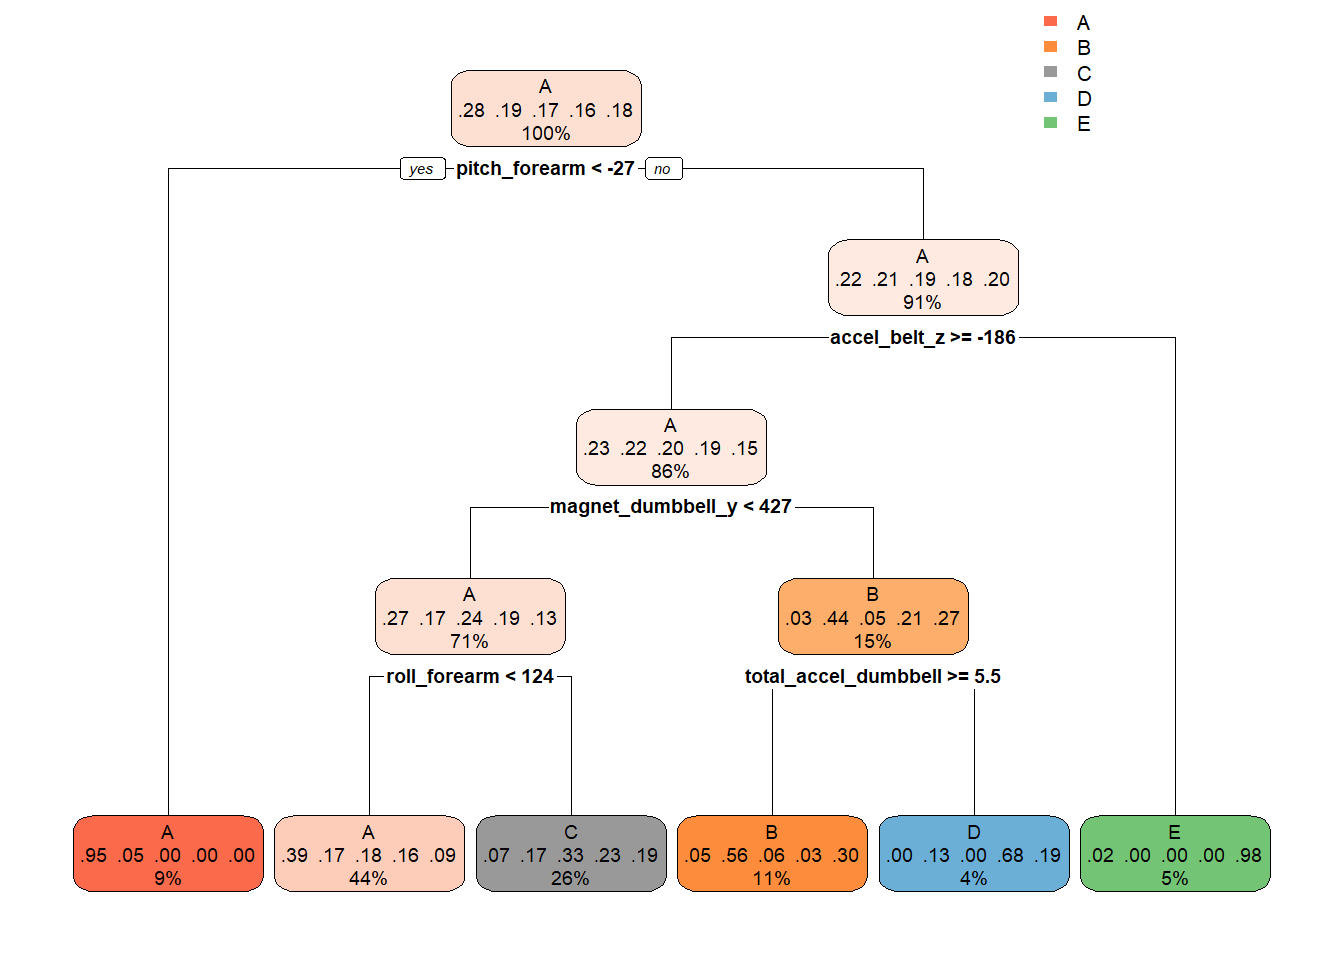 A
B
C
D
E
A
.28 .19 .17 .16 .18
100%
yes pitch_forearm < -27 no
A
.22 .21 .19 .18 .20
91%
accel_belt_z >= -186
A
.23 .22 .20 .19 .15
86%
magnet_dumbbell_y < 427
A
.27 .17 .24 .19 .13
71%
B
.03 .44 .05 .21 .27
15%
roll_forearm < 124
total_accel_dumbbell >= 5.5
A
.95 .05 .00 .00 .00
9%
A
.39 .17 .18 .16 .09
44%
C
.07 .17 .33 .23 .19
26%
B
.05 .56 .06 .03 .30
11%
D
.00 .13 .00 .68 .19
4%
E
.02 .00 .00 .00 .98
5%